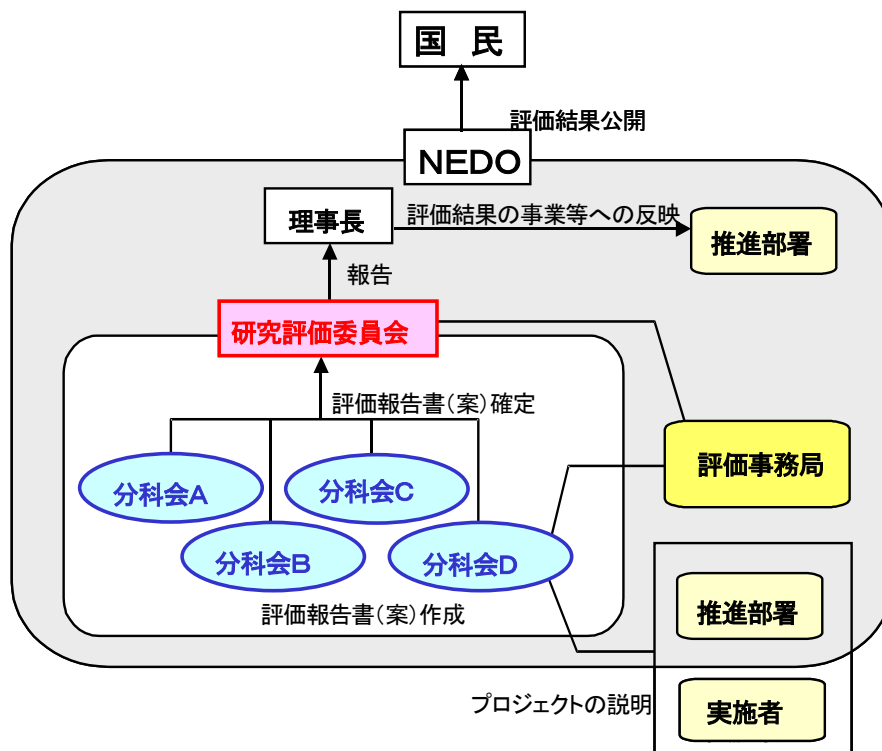 国　民
評価結果公開
ＮＥＤＯ
理事長
評価結果の事業等への反映
推進部署
報告
研究評価委員会
評価報告書（案）確定
評価事務局
分科会Ａ
分科会Ｃ
分科会Ｂ
分科会Ｄ
評価報告書（案）作成
推進部署
プロジェクトの説明
実施者